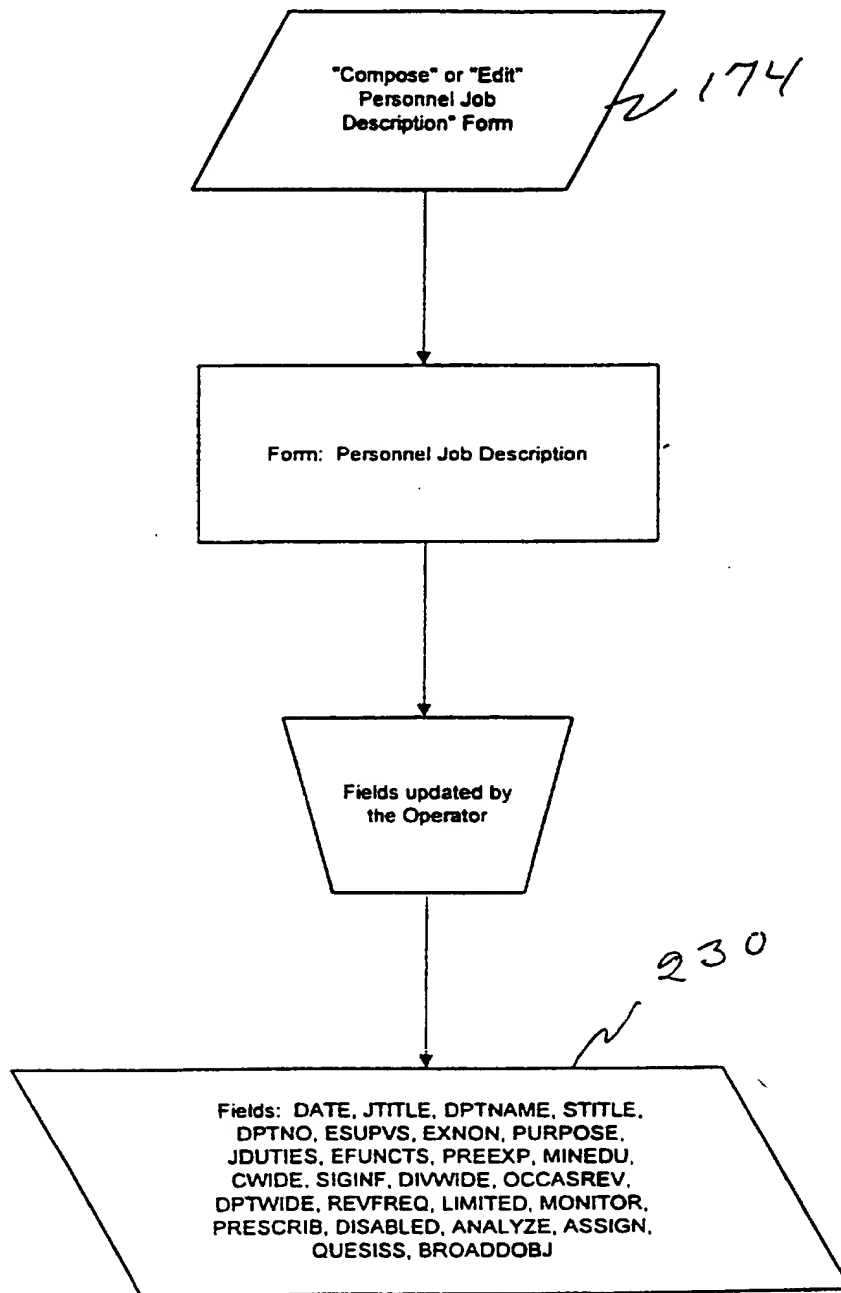 "Compose" or "Edit"
Personnel Job
Description" Form
174
Form: Personnel Job Description
Fields updated by
the Operator
230
Fields: DATE, JTITLE, DPTNAME, STITLE,
DPTNO, ESUPVS, EXNON, PURPOSE,
JDUTIES, EFUNCTS, PREEXP, MINEDU,
CWIDE, SIGINF, DIVWIDE, OCCASREV,
DPTWIDE, REVFREQ, LIMITED, MONITOR,
PRESCRIB, DISABLED, ANALYZE, ASSIGN,
QUESISS, BROADDOBJ